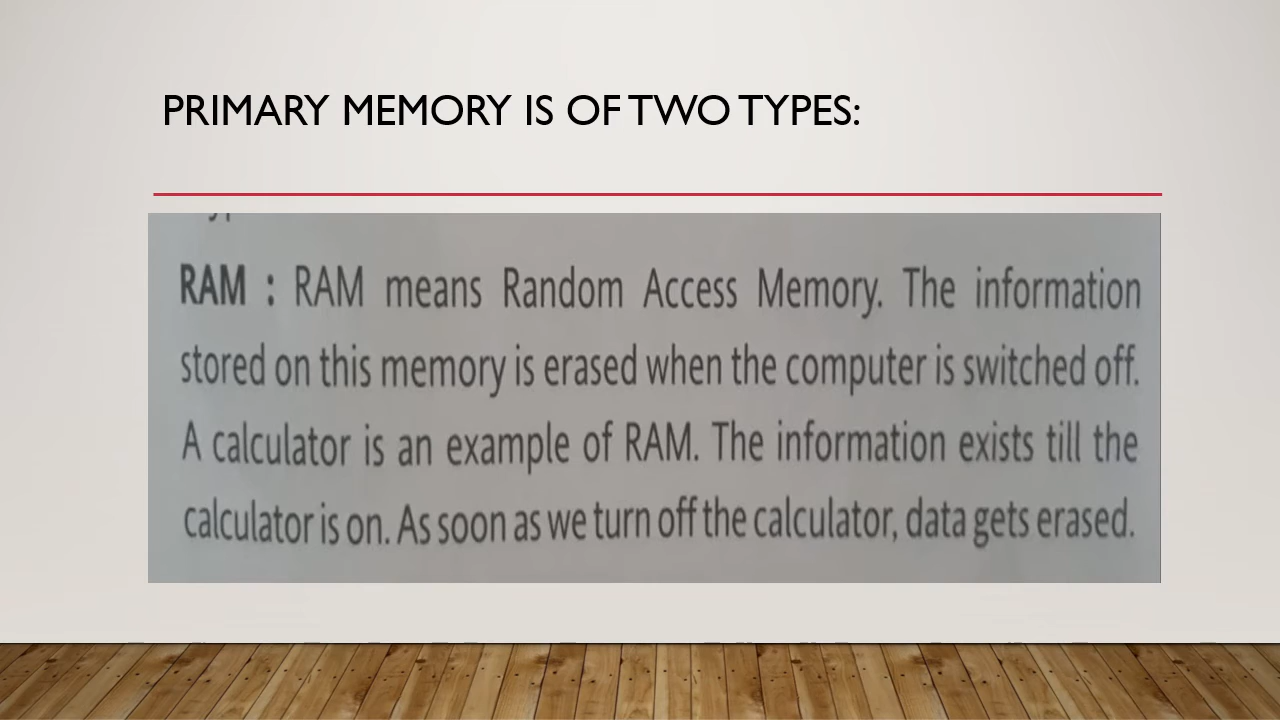 PRIMARY MEMORY IS OF TWO TYPES:
RAM : RAM means Random Access Memory. The information
stored on this memory is erased when the computer is switched off.
A calculator is an example of RAM. The information exists till the
calculator is on. As soon as we turn off the calculator, data gets erased.